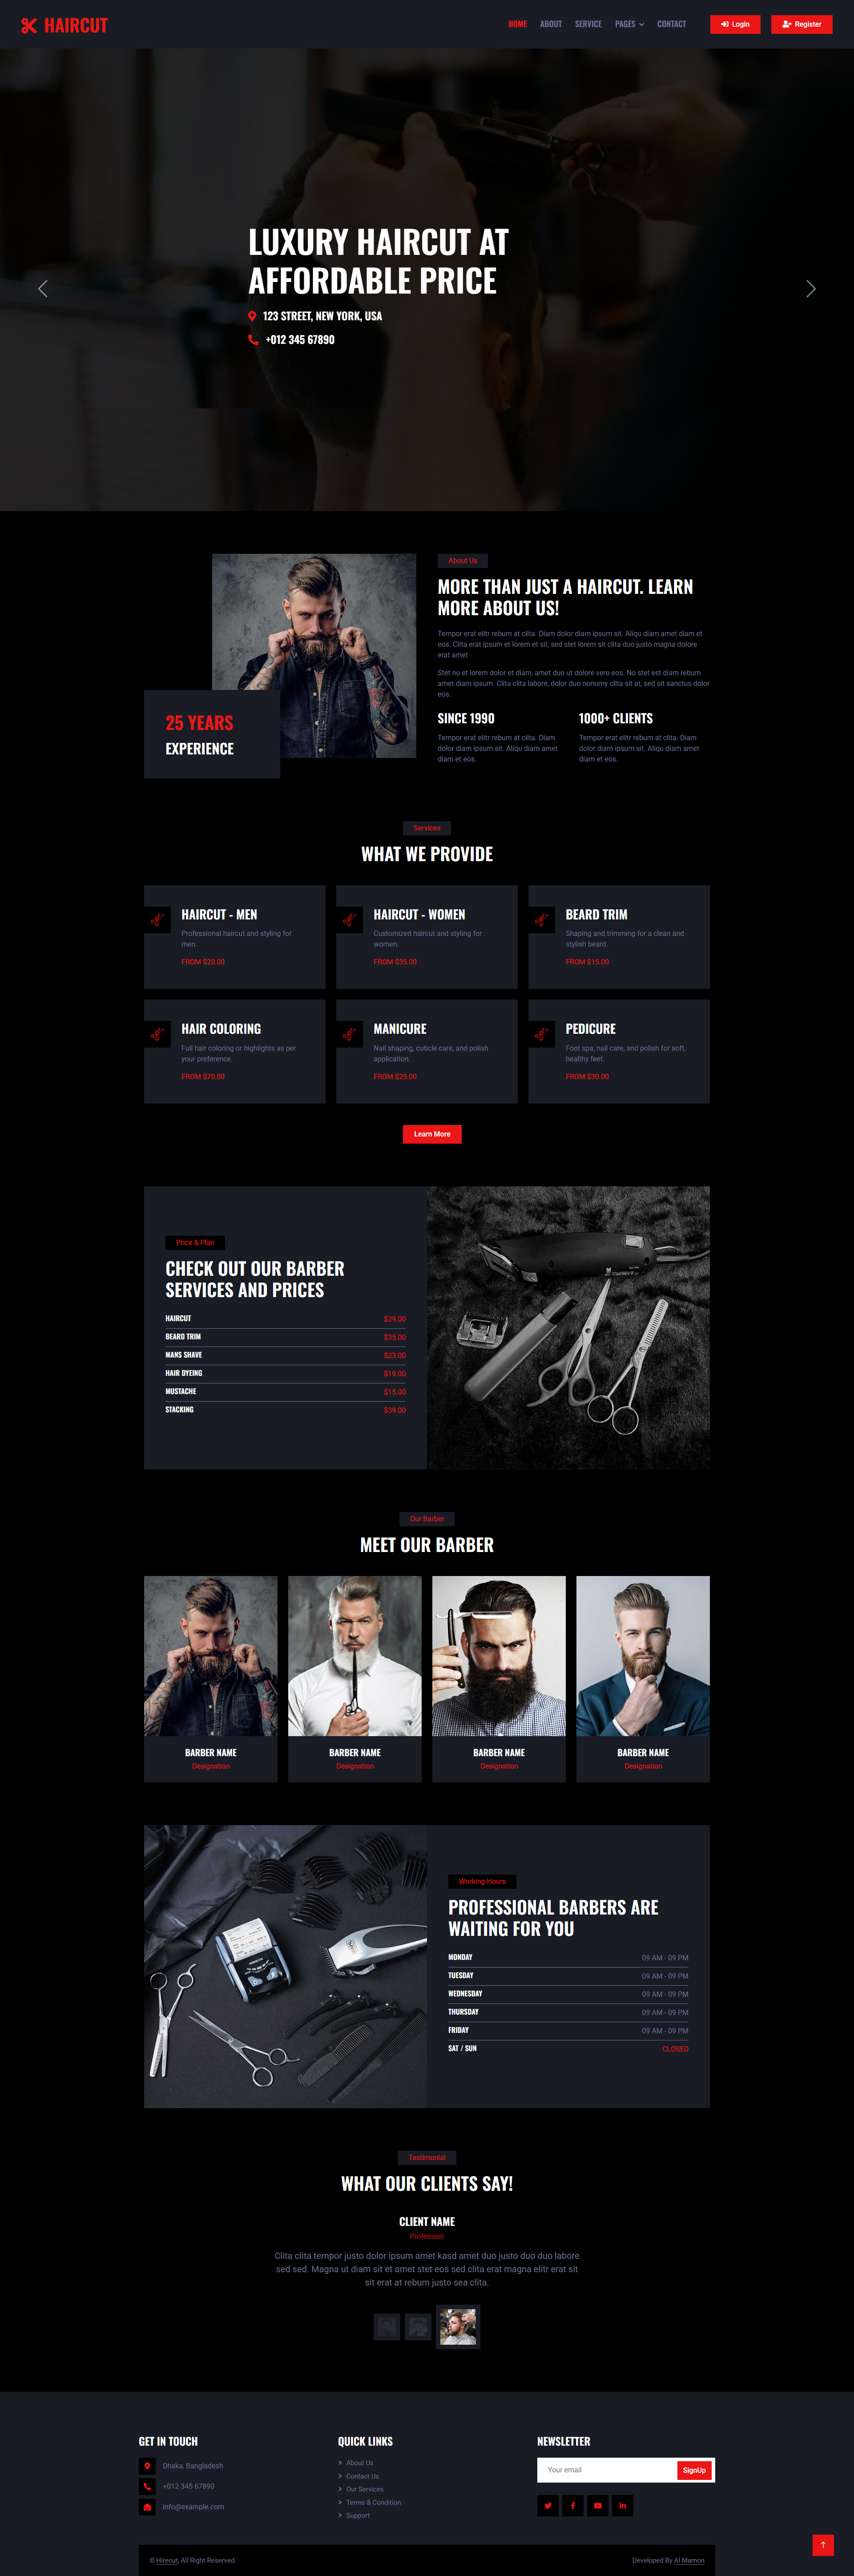 HAIRCUT
HOME ABOUT SERVICE PAGES CONTACT Login Register
LUXURY HAIRCUT AT
AFFORDABLE PRICE
123 STREET, NEW YORK, USA
+012 345 67890
About Us
MORE THAN JUST A HAIRCUT. LEARN
MORE ABOUT US!
Tempor erat elitr rebum at clita. Diam dolor diam ipsum sit. Aliqu diam amet diam et
eos. Clita erat ipsum et lorem et sit, sed stet lorem sit clita duo justo magna dolore
erat amet
Stet no et lorem dolor et diam, amet duo ut dolore vero eos. No stet est diam rebum
amet diam ipsum. Clita clita labore, dolor duo nonumy clita sit at, sed sit sanctus dolor
eos.
25 YEARS
EXPERIENCE
SINCE 1990
Tempor erat elitr rebum at clita. Diam
dolor diam ipsum sit. Aliqu diam amet
diam et eos.
1000+ CLIENTS
Tempor erat elitr rebum at clita. Diam
dolor diam ipsum sit. Aliqu diam amet
diam et eos.
Services
WHAT WE PROVIDE
HAIRCUT - MEN
Professional haircut and styling for
men.
FROM $20.00
HAIRCUT - WOMEN
Customized haircut and styling for
women.
FROM $35.00
BEARD TRIM
Shaping and trimming for a clean and
stylish beard.
FROM $15.00
HAIR COLORING
Full hair coloring or highlights as per
your preference.
FROM $70.00
MANICURE
Nail shaping, cuticle care, and polish
application.
FROM $25.00
PEDICURE
Foot spa, nail care, and polish for soft,
healthy feet.
FROM $30.00
Learn More
Price & Plan
CHECK OUT OUR BARBER
SERVICES AND PRICES
HAIRCUT $29.00
BEARD TRIM $35.00
MANS SHAVE $23.00
HAIR DYEING $19.00
MUSTACHE $15.00
STACKING $39.00
Our Barber
MEET OUR BARBER
BARBER NAME
Designation
BARBER NAME
Designation
BARBER NAME
Designation
BARBER NAME
Designation
Working Hours
PROFESSIONAL BARBERS ARE
WAITING FOR YOU
MONDAY 09 AM - 09 PM
TUESDAY 09 AM - 09 PM
WEDNESDAY 09 AM - 09 PM
THURSDAY 09 AM - 09 PM
FRIDAY 09 AM - 09 PM
SAT / SUN CLOSED
Testimonial
WHAT OUR CLIENTS SAY!
CLIENT NAME
Profession
Clita clita tempor justo dolor ipsum amet kasd amet duo justo duo duo labore
sed sed. Magna ut diam sit et amet stet eos sed clita erat magna elitr erat sit
sit erat at rebum justo sea clita.
GET IN TOUCH
Dhaka, Bangladesh
+012 345 67890
info@example.com
QUICK LINKS
About Us
Contact Us
Our Services
Terms & Condition
Support
NEWSLETTER
Your email SignUp
© Hirecut, All Right Reserved.
Developed By Al Mamon